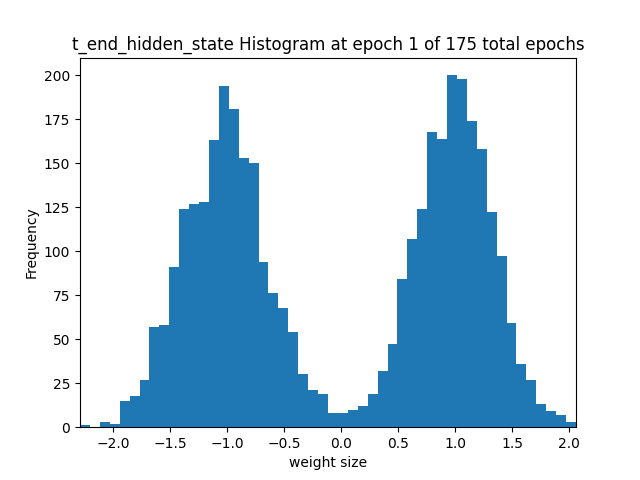 t_end_hidden_state Histogram at epoch 1 of 175 total epochs
200
175
150
125
100
75
50
25
0
Frequency
−2.0 −1.5 −1.0 −0.5 0.0 0.5 1.0 1.5 2.0
weight size